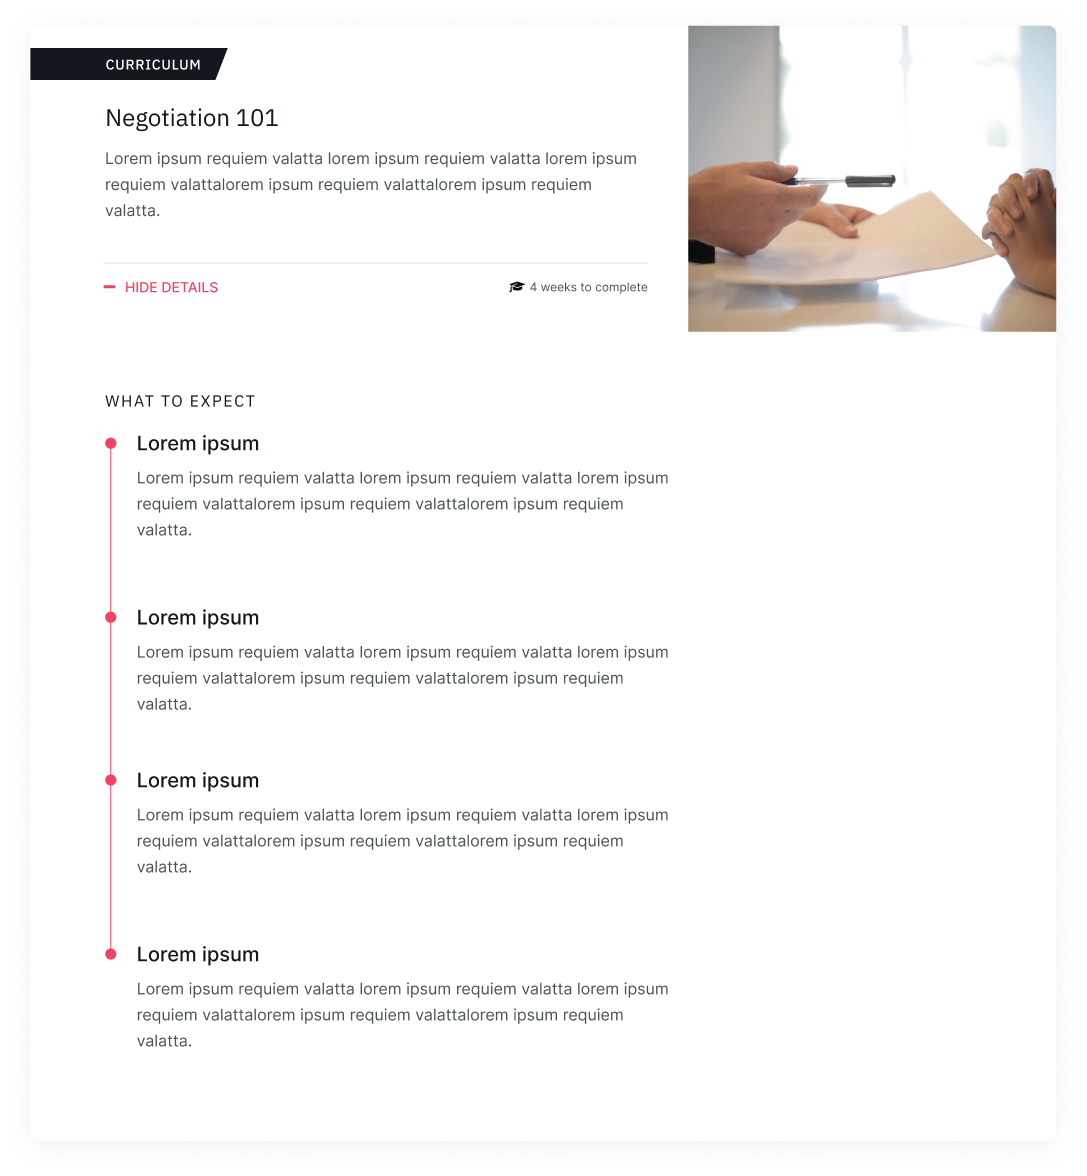 CURRICULUM
Negotiation 101
Lorem ipsum requiem valatta lorem ipsum requiem valatta lorem ipsum
requiem valattalorem ipsum requiem valattalorem ipsum requiem
valatta.
HIDE DETAILS
4 weeks to complete
WHAT TO EXPECT
Lorem ipsum
Lorem ipsum requiem valatta lorem ipsum requiem valatta lorem ipsum
requiem valattalorem ipsum requiem valattalorem ipsum requiem
valatta.
Lorem ipsum
Lorem ipsum requiem valatta lorem ipsum requiem valatta lorem ipsum
requiem valattalorem ipsum requiem valattalorem ipsum requiem
valatta.
Lorem ipsum
Lorem ipsum requiem valatta lorem ipsum requiem valatta lorem ipsum
requiem valattalorem ipsum requiem valattalorem ipsum requiem
valatta.
Lorem ipsum
Lorem ipsum requiem valatta lorem ipsum requiem valatta lorem ipsum
requiem valattalorem ipsum requiem valattalorem ipsum requiem
valatta.